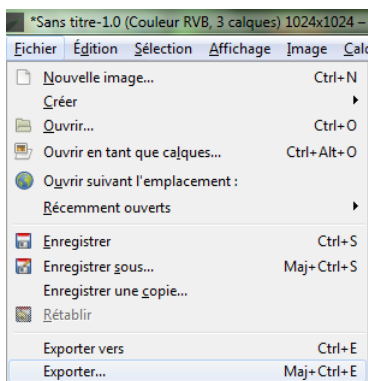 *Sans titre-1.0 (Couleur RVB, 3 calques) 1024x1024 –
Fichier Édition Sélection Affichage Image Calc
Nouvelle image... Ctrl+N
Créer
Ouvrir... Ctrl+O
Ouvrir en tant que calques... Ctrl+Alt+O
Ouvrir suivant l'emplacement :
Récemment ouverts
Enregistrer Ctrl+S
Enregistrer sous... Maj+Ctrl+S
Enregistrer une copie...
Rétablir
Exporter vers Ctrl+E
Exporter... Maj+Ctrl+E